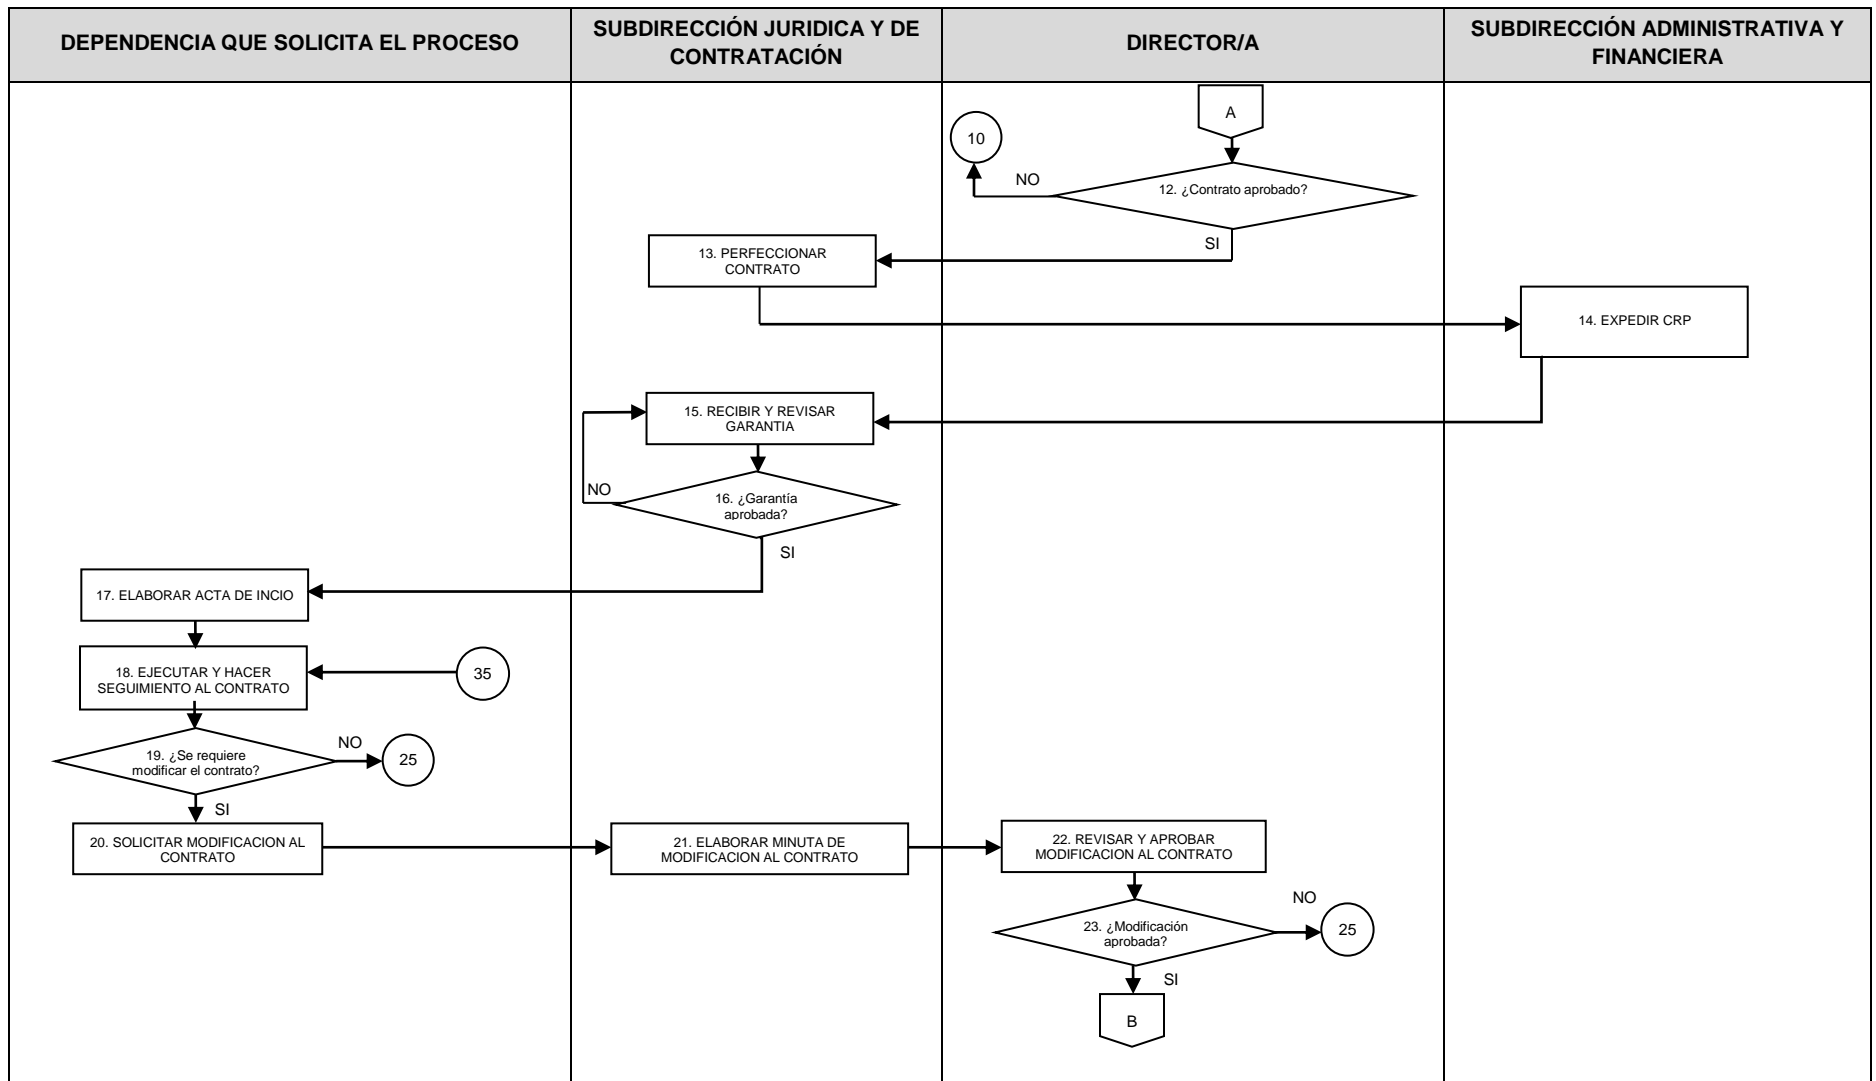 DEPENDENCIA QUE SOLICITA EL PROCESO
SUBDIRECCIÓN JURIDICA Y DE
CONTRATACIÓN
DIRECTOR/A
SUBDIRECCIÓN ADMINISTRATIVA Y
FINANCIERA
A
10
NO
12. ¿Contrato aprobado?
SI
13. PERFECCIONAR
CONTRATO
14. EXPEDIR CRP
15. RECIBIR Y REVISAR
GARANTIA
NO
16. ¿Garantía
aprobada?
SI
17. ELABORAR ACTA DE INCIO
18. EJECUTAR Y HACER
SEGUIMIENTO AL CONTRATO
35
19. ¿Se requiere
modificar el contrato?
NO
25
SI
20. SOLICITAR MODIFICACION AL
CONTRATO
21. ELABORAR MINUTA DE
MODIFICACION AL CONTRATO
22. REVISAR Y APROBAR
MODIFICACION AL CONTRATO
23. ¿Modificación
aprobada?
NO
25
SI
B